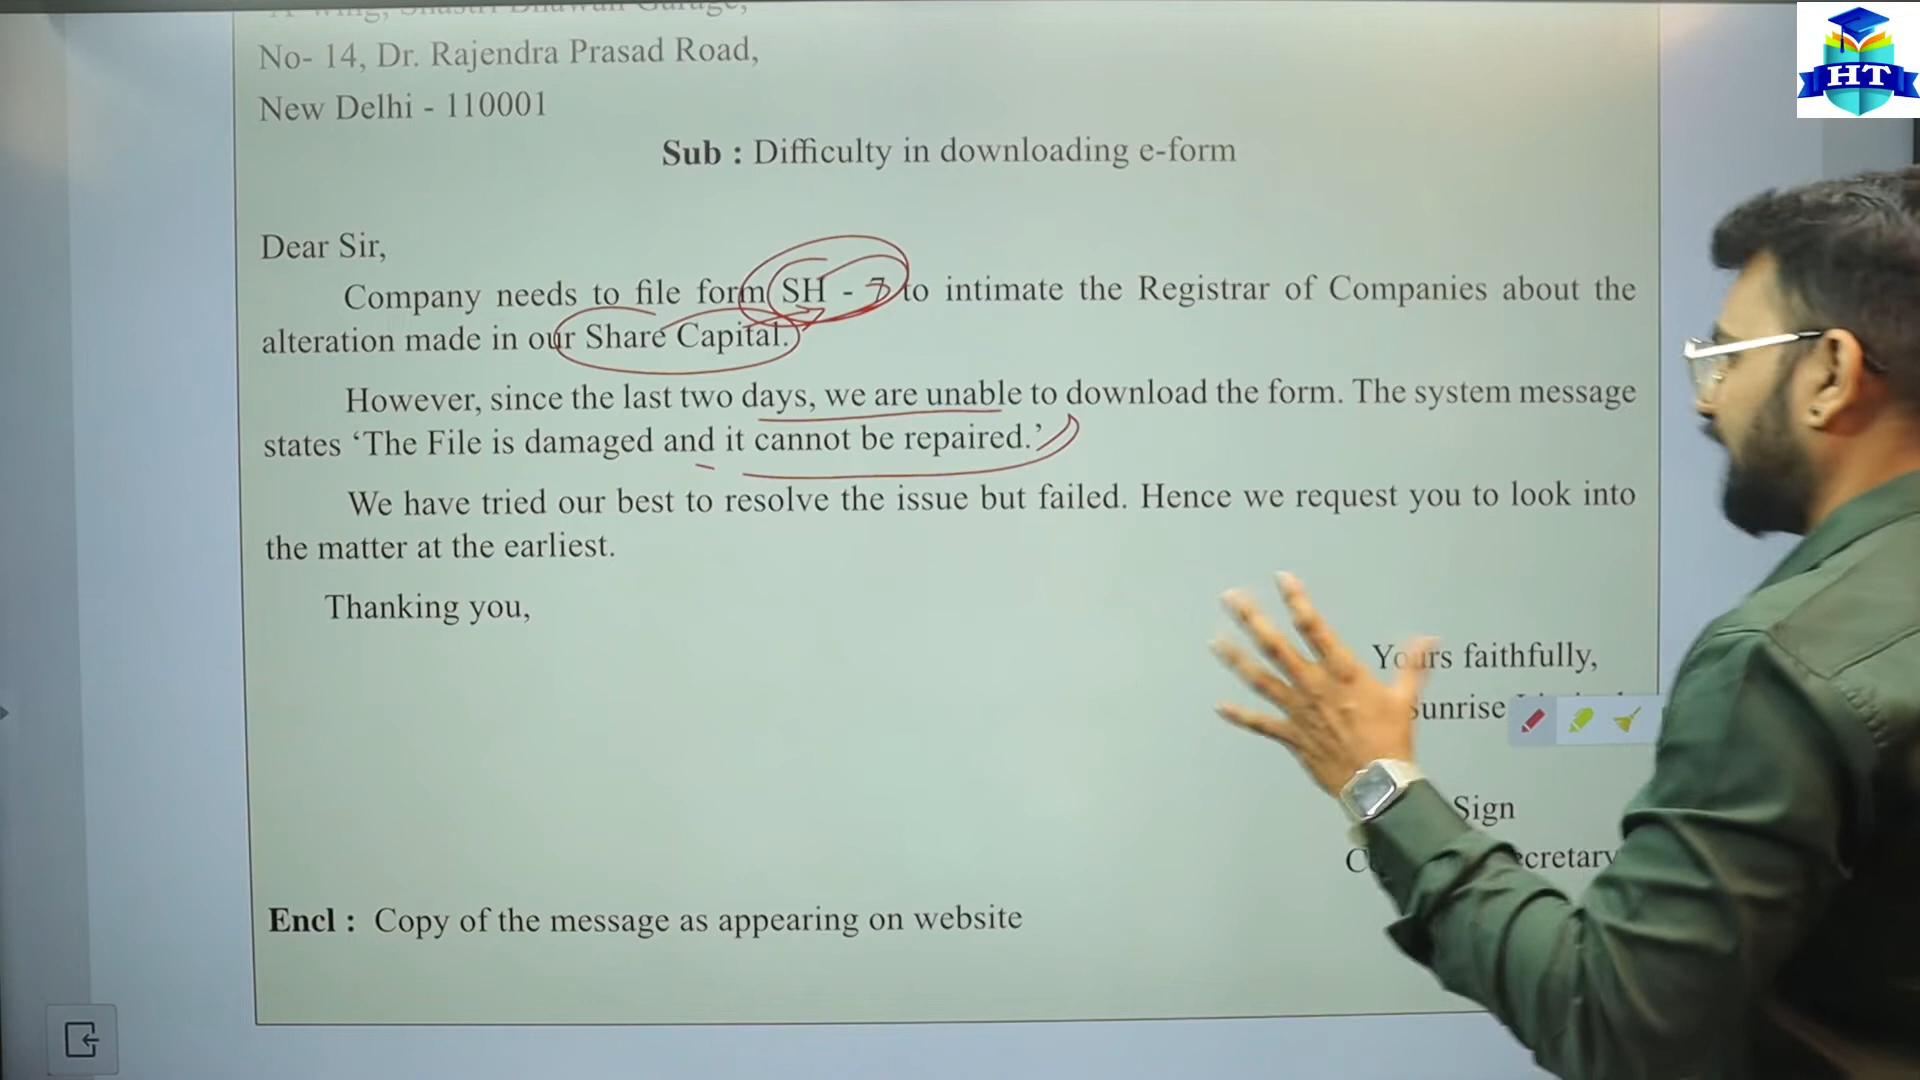 No- 14, Dr. Rajendra Prasad Road,
New Delhi - 110001
Sub : Difficulty in downloading e-form
Dear Sir,
Company needs to file form SH - 7 to intimate the Registrar of Companies about the
alteration made in our Share Capital.
However, since the last two days, we are unable to download the form. The system message
states ‘The File is damaged and it cannot be repaired.’
We have tried our best to resolve the issue but failed. Hence we request you to look into
the matter at the earliest.
Thanking you,
Yours faithfully,
Sunrise
Sign
Encl : Copy of the message as appearing on website
HT